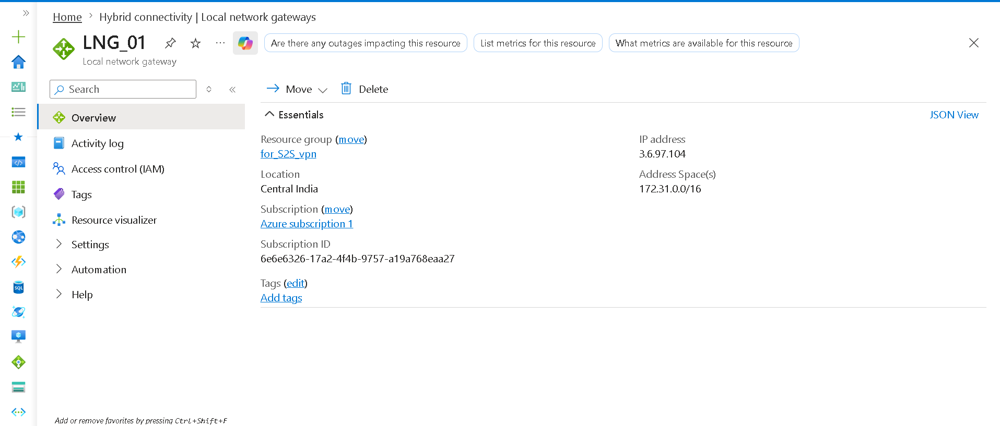 Home > Hybrid connectivity | Local network gateways
LNG_01
Local network gateway
Are there any outages impacting this resource
List metrics for this resource
What metrics are available for this resource
Search
Move
Delete
Overview
Activity log
Access control (IAM)
Tags
Resource visualizer
Settings
Automation
Help
Essentials
JSON View
Resource group (move)
for_S2S_vpn
Location
Central India
Subscription (move)
Azure subscription 1
Subscription ID
6e6e6326-17a2-4f4b-9757-a19a768eaa27
Tags (edit)
Add tags
IP address
3.6.97.104
Address Space(s)
172.31.0.0/16
SQL
Add or remove favorites by pressing Ctrl+Shift+F